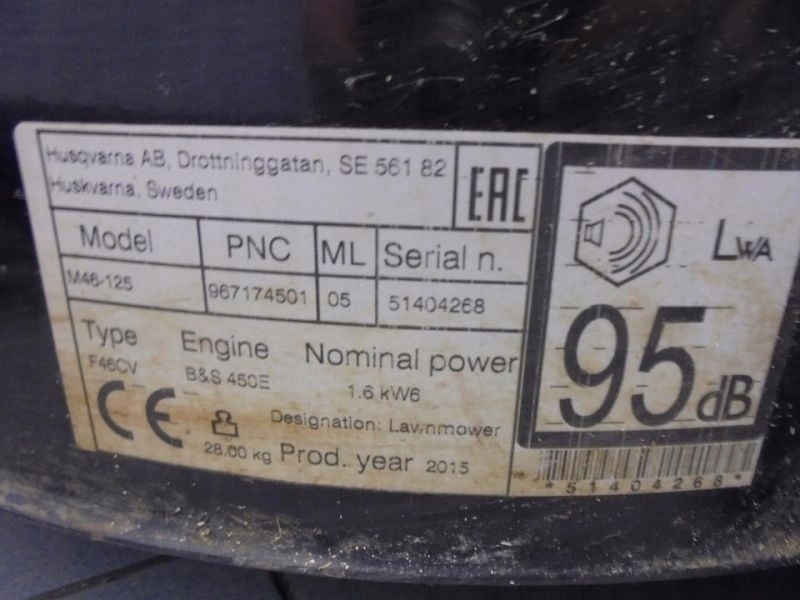 Husqvarna AB, Drottninggatan, SE 561 82
Huskvarna, Sweden
EAC
Model PNC ML Serial n.
M46-125 967174501 05 51404268
Type Engine Nominal power
F46CV B&S 450E 1.6 kW6
CE
Designation: Lawnmower
28.00 kg Prod. year 2015
LWA
95 dB
*51404268*